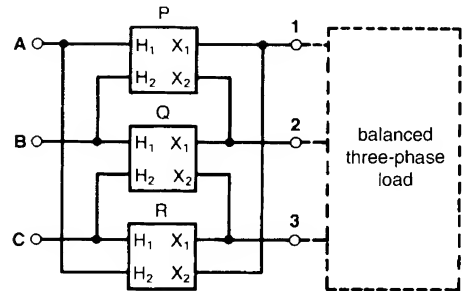 P
A H₁ X₁ 1
H₂ X₂
Q
B H₁ X₁ 2
H₂ X₂
R
C H₁ X₁ 3
H₂ X₂
balanced
three-phase
load